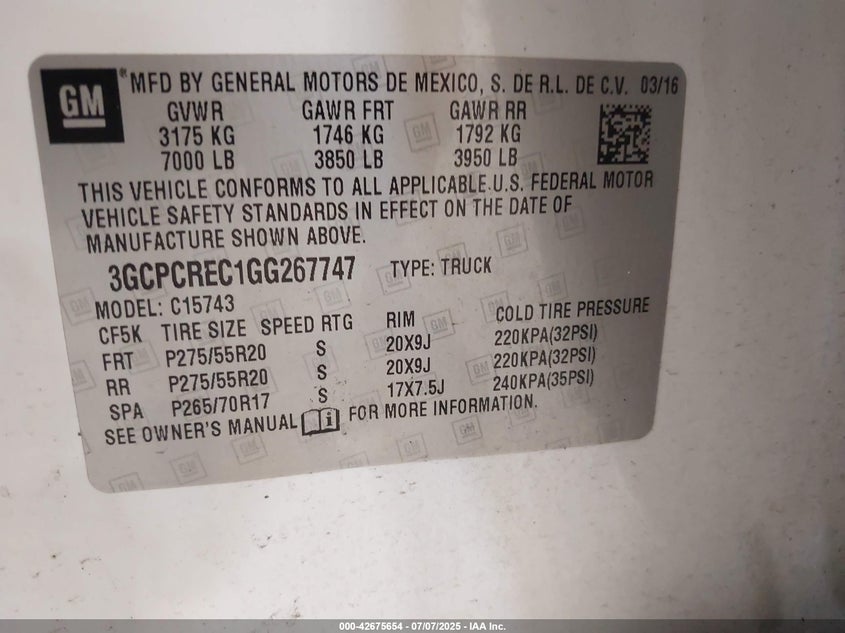 GM ® MFD BY GENERAL MOTORS DE MEXICO, S. DE R.L. DE C.V. 03/16
GVWR GAWR FRT GAWR RR
3175 KG 1746 KG 1792 KG
7000 LB 3850 LB 3950 LB
THIS VEHICLE CONFORMS TO ALL APPLICABLE U.S. FEDERAL MOTOR
VEHICLE SAFETY STANDARDS IN EFFECT ON THE DATE OF
MANUFACTURE SHOWN ABOVE.
3GCPCREC1GG267747 TYPE: TRUCK
MODEL: C15743
CF5K TIRE SIZE SPEED RTG RIM COLD TIRE PRESSURE
FRT P275/55R20 S 20X9J 220KPA(32PSI)
RR P275/55R20 S 20X9J 220KPA(32PSI)
SPA P265/70R17 S 17X7.5J 240KPA(35PSI)
SEE OWNER'S MANUAL i FOR MORE INFORMATION.
000-42675654 - 07/07/2025 - IAA Inc.